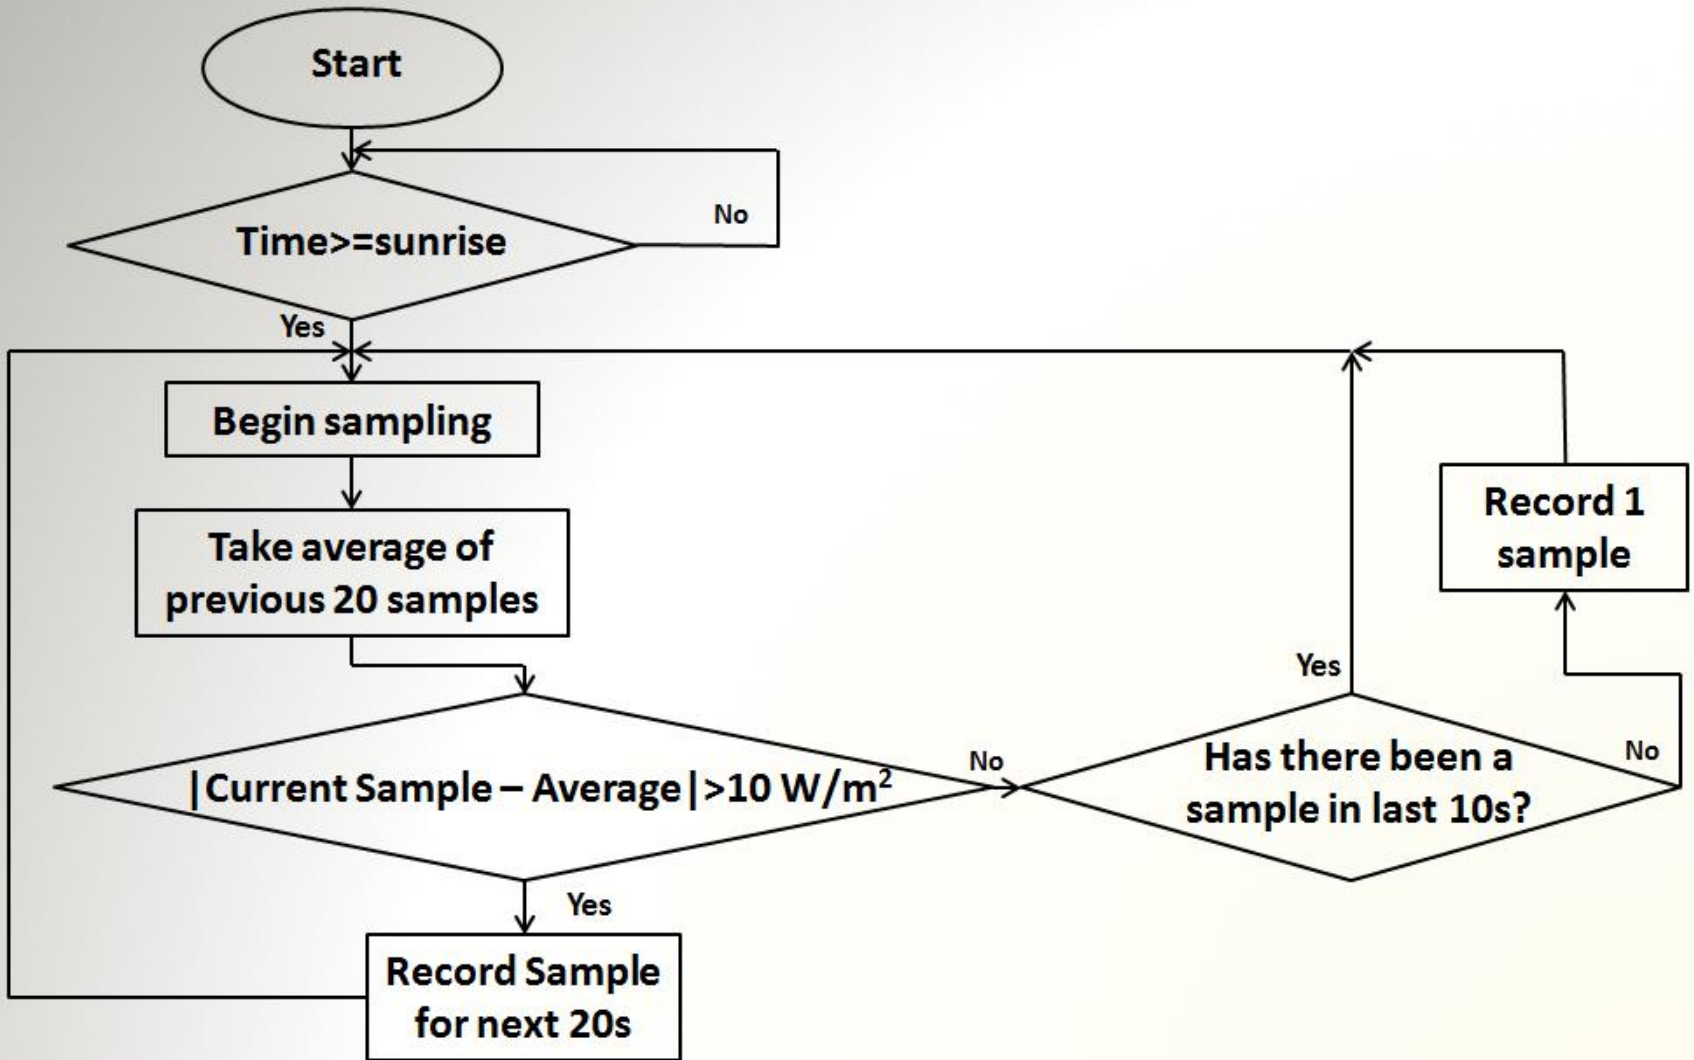 Start
Time>=sunrise
No
Yes
Begin sampling
Take average of
previous 20 samples
|Current Sample – Average|>10 W/m²
No
Yes
Record Sample
for next 20s
Has there been a
sample in last 10s?
Yes
No
Record 1
sample